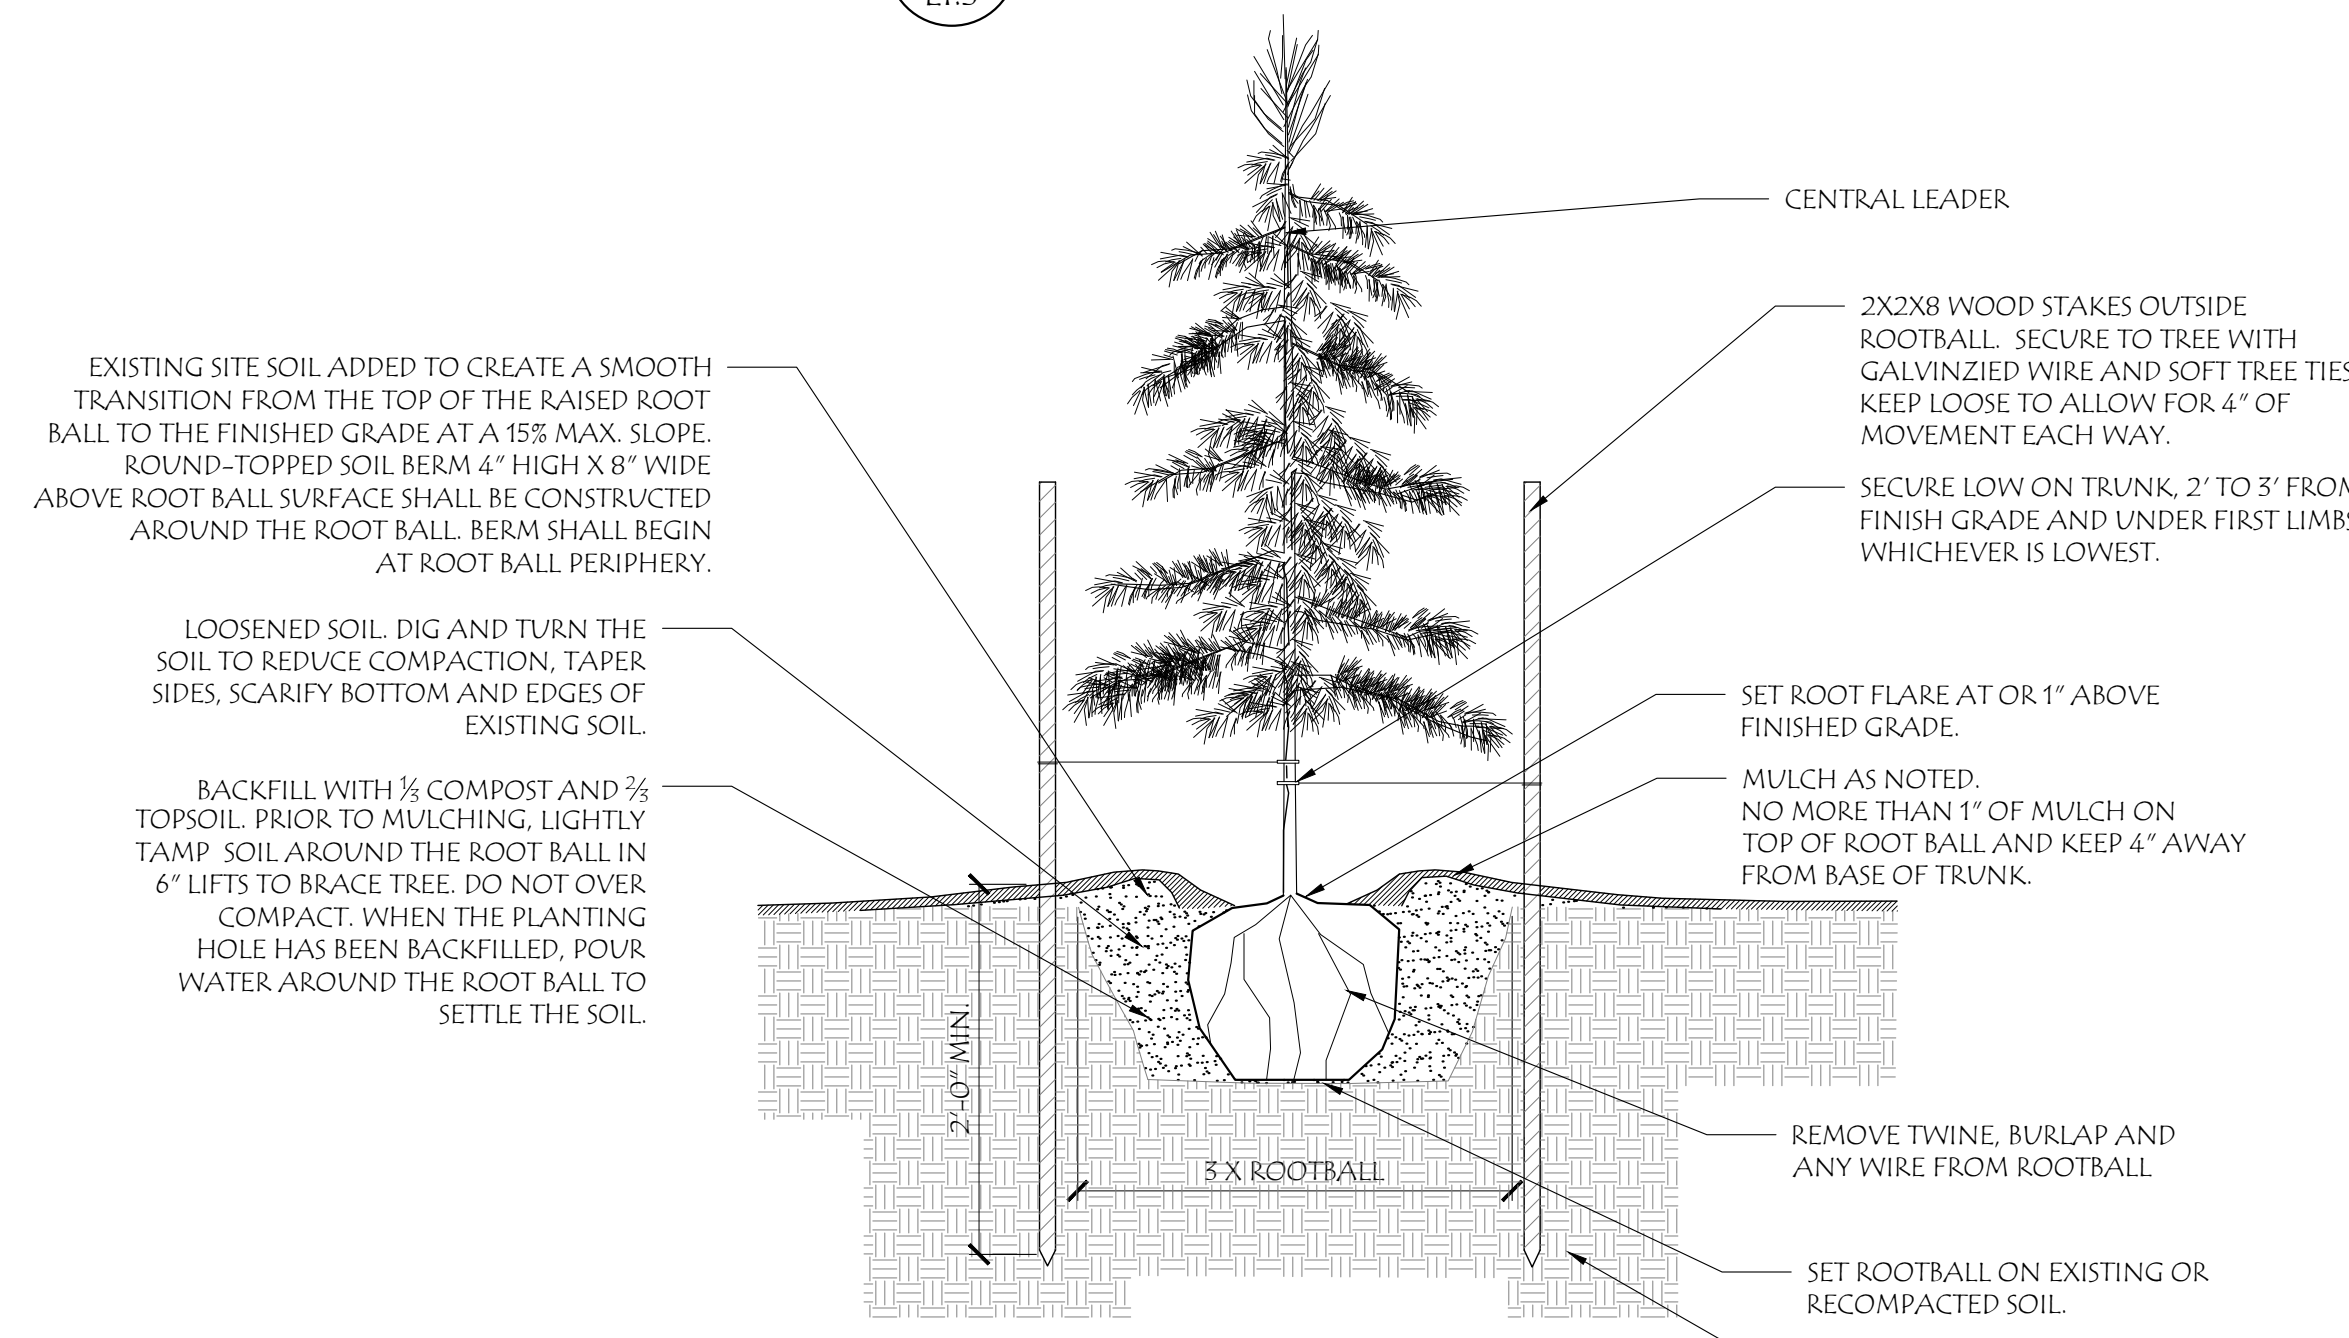 L1.3
CENTRAL LEADER
2X2X8 WOOD STAKES OUTSIDE
ROOTBALL.  SECURE TO TREE WITH
GALVINZIED WIRE AND SOFT TREE TIES
KEEP LOOSE TO ALLOW FOR 4" OF
MOVEMENT EACH WAY.
SECURE LOW ON TRUNK, 2' TO 3' FROM
FINISH GRADE AND UNDER FIRST LIMBS
WHICHEVER IS LOWEST.
SET ROOT FLARE AT OR 1" ABOVE
FINISHED GRADE.
MULCH AS NOTED.
NO MORE THAN 1" OF MULCH ON
TOP OF ROOT BALL AND KEEP 4" AWAY
FROM BASE OF TRUNK.
REMOVE TWINE, BURLAP AND
ANY WIRE FROM ROOTBALL
SET ROOTBALL ON EXISTING OR
RECOMPACTED SOIL.
EXISTING SITE SOIL ADDED TO CREATE A SMOOTH
TRANSITION FROM THE TOP OF THE RAISED ROOT
BALL TO THE FINISHED GRADE AT A 15% MAX. SLOPE.
ROUND-TOPPED SOIL BERM 4" HIGH X 8" WIDE
ABOVE ROOT BALL SURFACE SHALL BE CONSTRUCTED
AROUND THE ROOT BALL. BERM SHALL BEGIN
AT ROOT BALL PERIPHERY.
LOOSENED SOIL. DIG AND TURN THE
SOIL TO REDUCE COMPACTION, TAPER
SIDES, SCARIFY BOTTOM AND EDGES OF
EXISTING SOIL.
BACKFILL WITH ⅓ COMPOST AND ⅔
TOPSOIL. PRIOR TO MULCHING, LIGHTLY
TAMP  SOIL AROUND THE ROOT BALL IN
6" LIFTS TO BRACE TREE. DO NOT OVER
COMPACT. WHEN THE PLANTING
HOLE HAS BEEN BACKFILLED, POUR
WATER AROUND THE ROOT BALL TO
SETTLE THE SOIL.
2'-0" MIN.
3 X ROOTBALL